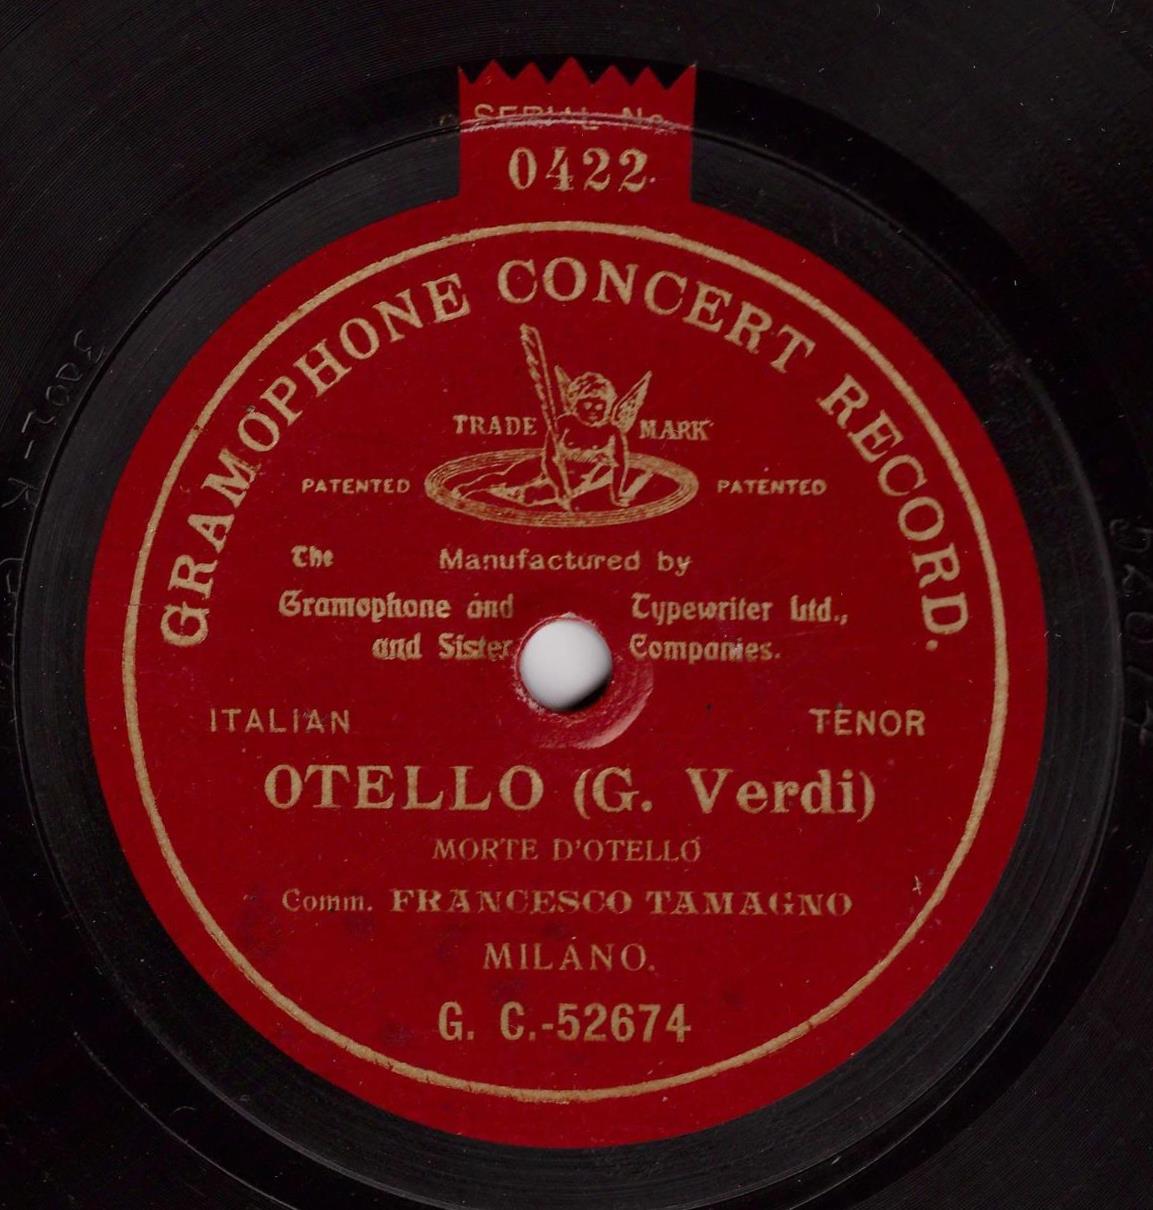 SERIAL No.
0422.
GRAMOPHONE CONCERT RECORD.
TRADE MARK
PATENTED PATENTED
The Manufactured by
Gramophone and Typewriter Ltd.,
and Sister Companies.
ITALIAN TENOR
OTELLO (G. Verdi)
MORTE D'OTELLO
Comm. FRANCESCO TAMAGNO
MILANO.
G. C.-52674